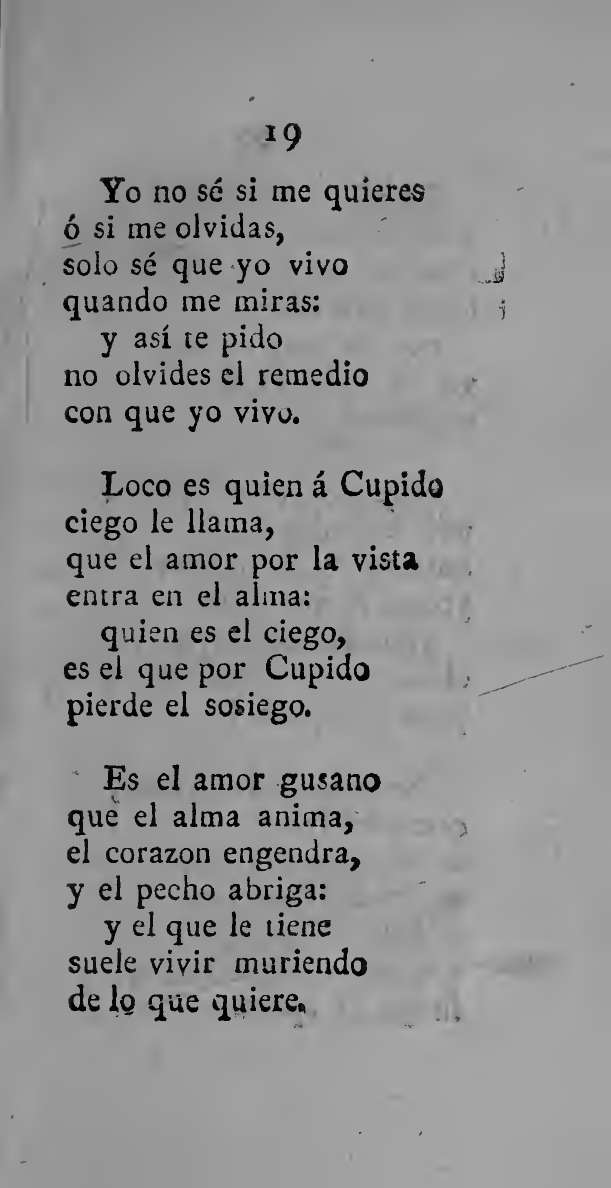 19
Yo no sé si me quieres
ó si me olvidas,
solo sé que yo vivo
quando me miras:
y así te pido
no olvides el remedio
con que yo vivo.
Loco es quien á Cupido
ciego le llama,
que el amor por la vista
entra en el alma:
quien es el ciego,
es el que por Cupido
pierde el sosiego.
Es el amor gusano
que el alma anima,
el corazon engendra,
y el pecho abriga:
y el que le tiene
suele vivir muriendo
de lo que quiere.